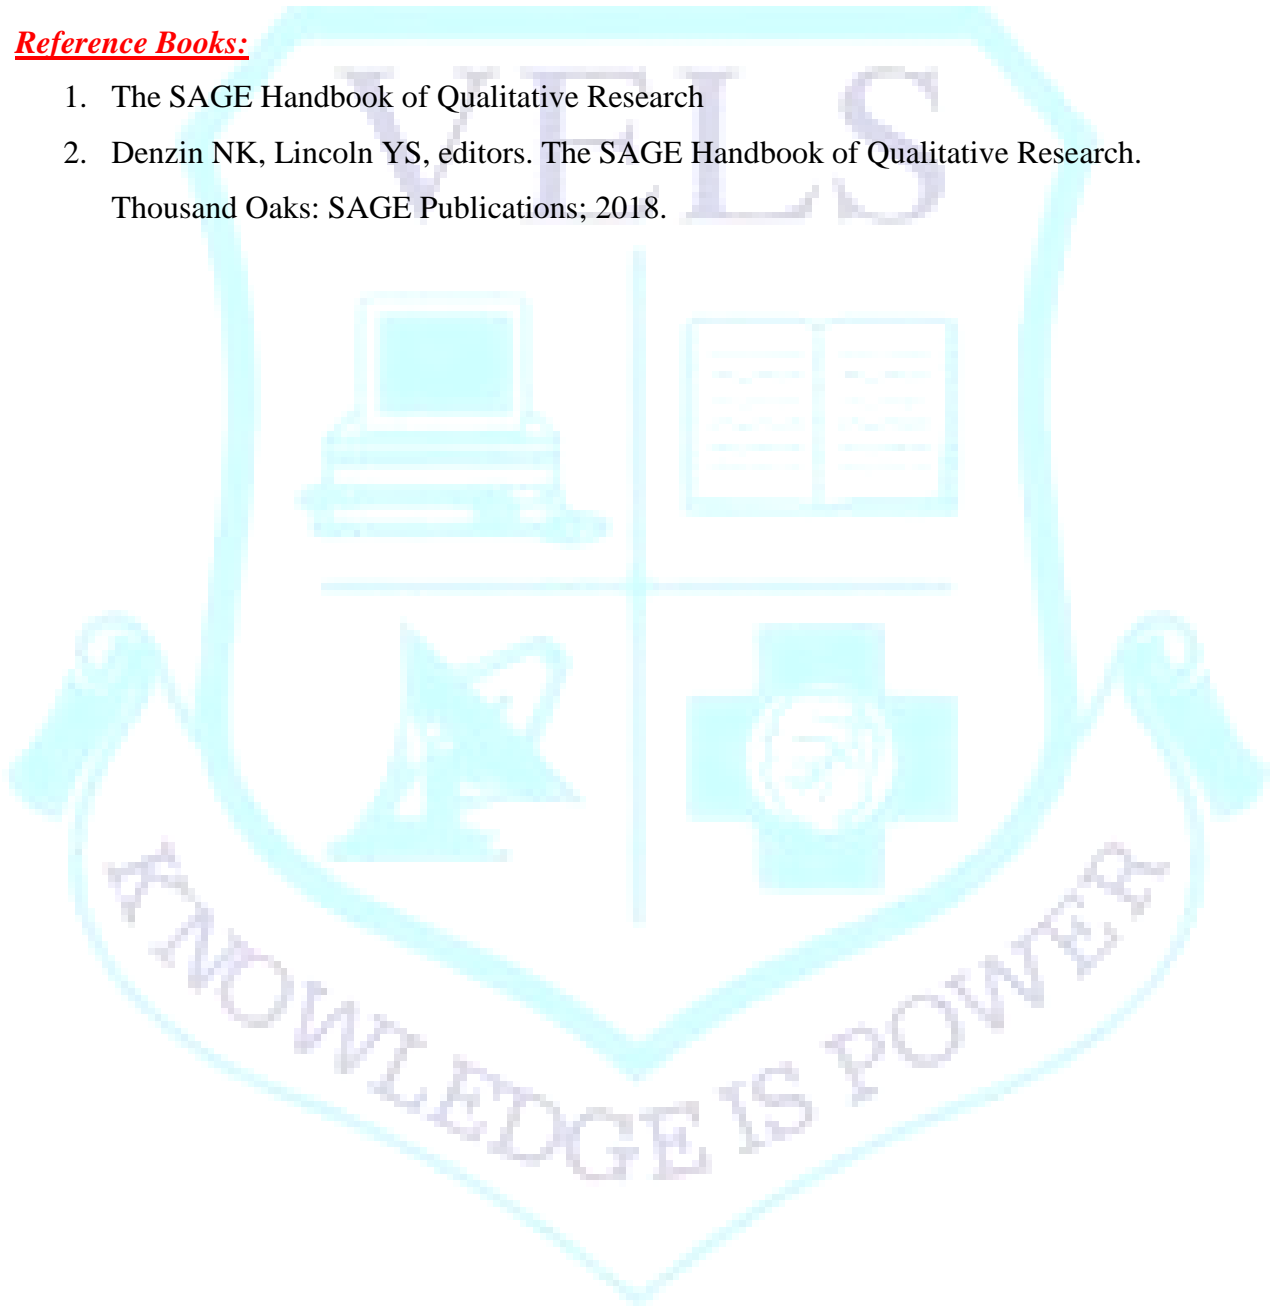 Reference Books:
1. The SAGE Handbook of Qualitative Research
2. Denzin NK, Lincoln YS, editors. The SAGE Handbook of Qualitative Research.
Thousand Oaks: SAGE Publications; 2018.
VELS
KNOWLEDGE IS POWER